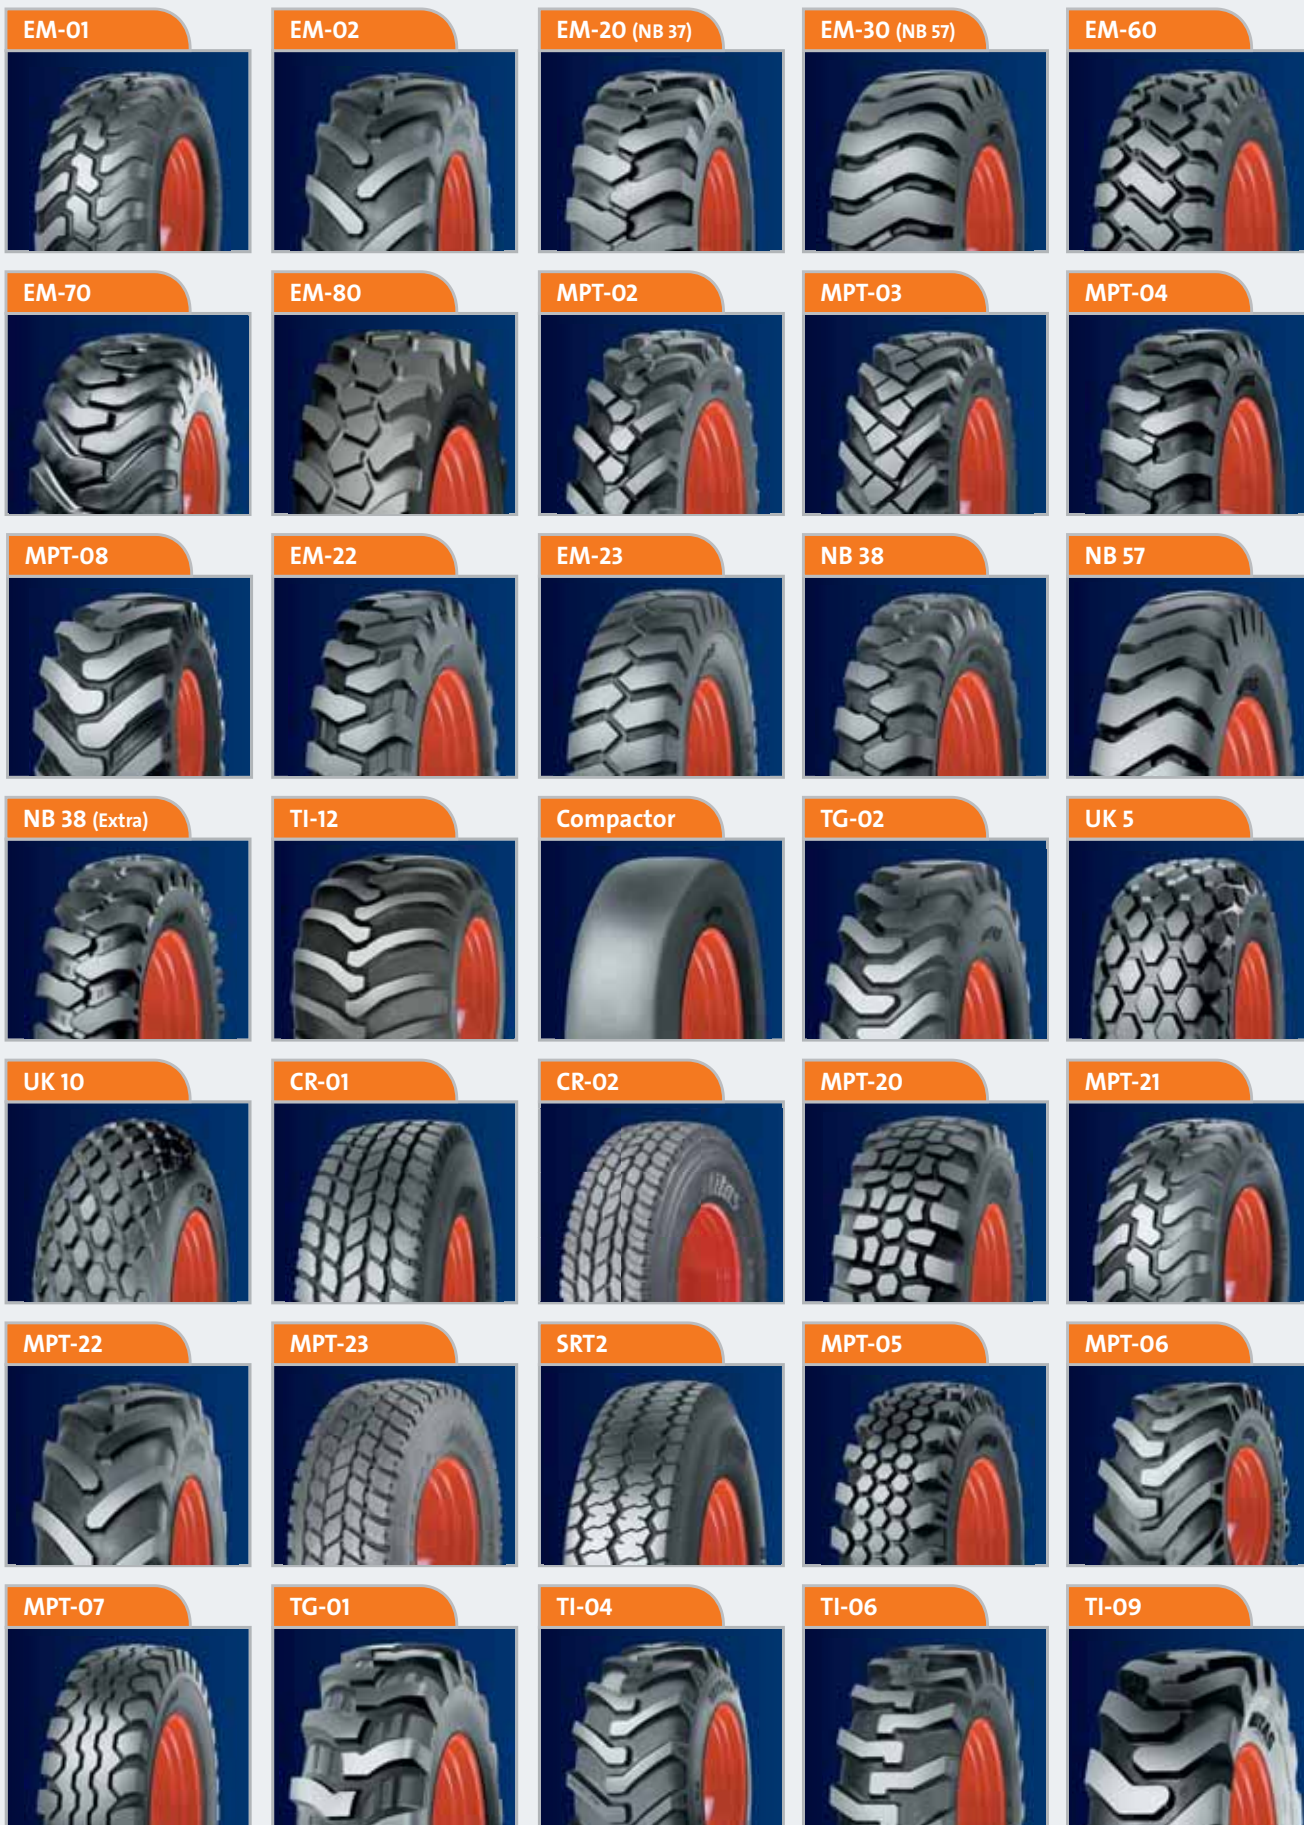 EM-01
EM-02
EM-20 (NB 37)
EM-30 (NB 57)
EM-60
EM-70
EM-80
MPT-02
MPT-03
MPT-04
MPT-08
EM-22
EM-23
NB 38
NB 57
NB 38 (Extra)
TI-12
Compactor
TG-02
UK 5
UK 10
CR-01
CR-02
MPT-20
MPT-21
mitas
MPT-22
MPT-23
SRT2
MPT-05
MPT-06
MPT-07
TG-01
TI-04
TI-06
TI-09